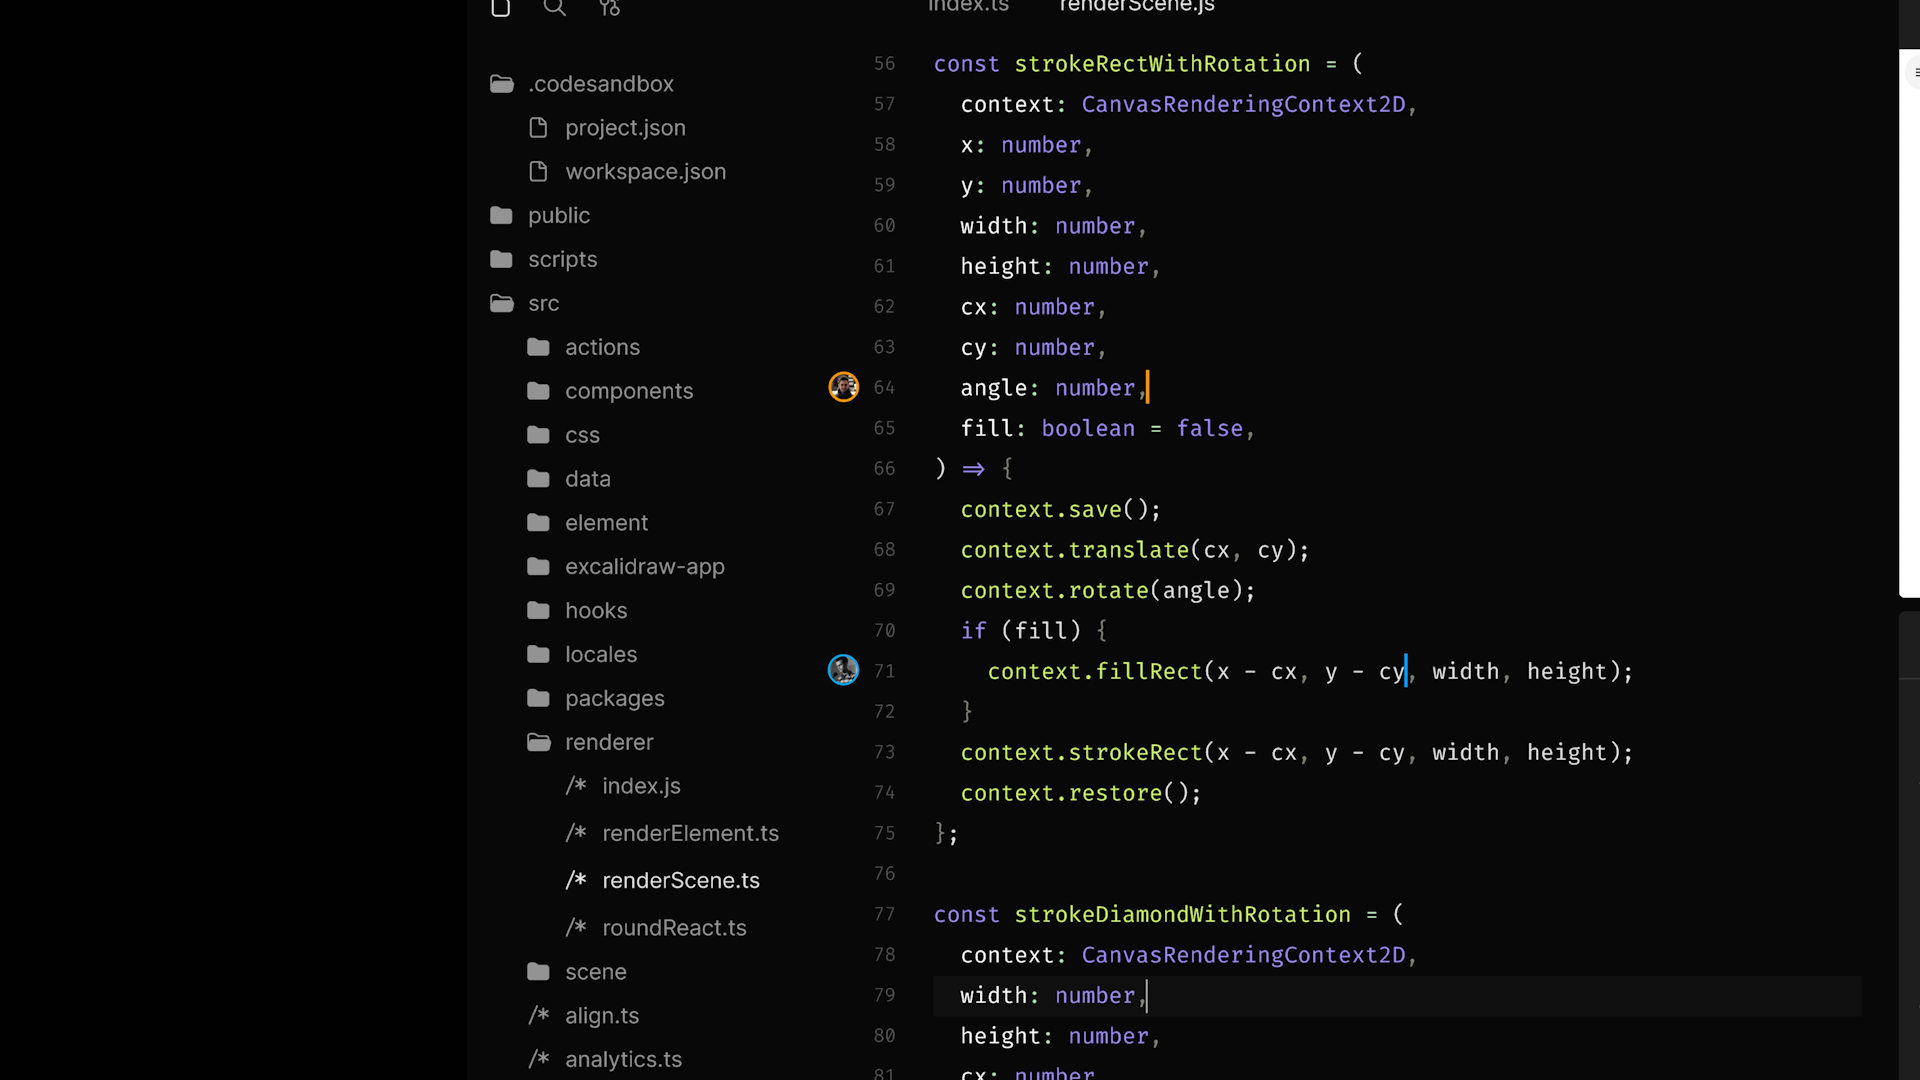 index.ts renderScene.js
.codesandbox
project.json
workspace.json
public
scripts
src
actions
components
css
data
element
excalidraw-app
hooks
locales
packages
renderer
/* index.js
/* renderElement.ts
/* renderScene.ts
/* roundReact.ts
scene
/* align.ts
/* analytics.ts
56 const strokeRectWithRotation = (
57 context: CanvasRenderingContext2D,
58 x: number,
59 y: number,
60 width: number,
61 height: number,
62 cx: number,
63 cy: number,
64 angle: number,
65 fill: boolean = false,
66 ) => {
67 context.save();
68 context.translate(cx, cy);
69 context.rotate(angle);
70 if (fill) {
71 context.fillRect(x - cx, y - cy, width, height);
72 }
73 context.strokeRect(x - cx, y - cy, width, height);
74 context.restore();
75 };
76
77 const strokeDiamondWithRotation = (
78 context: CanvasRenderingContext2D,
79 width: number,
80 height: number,
81 cx: number